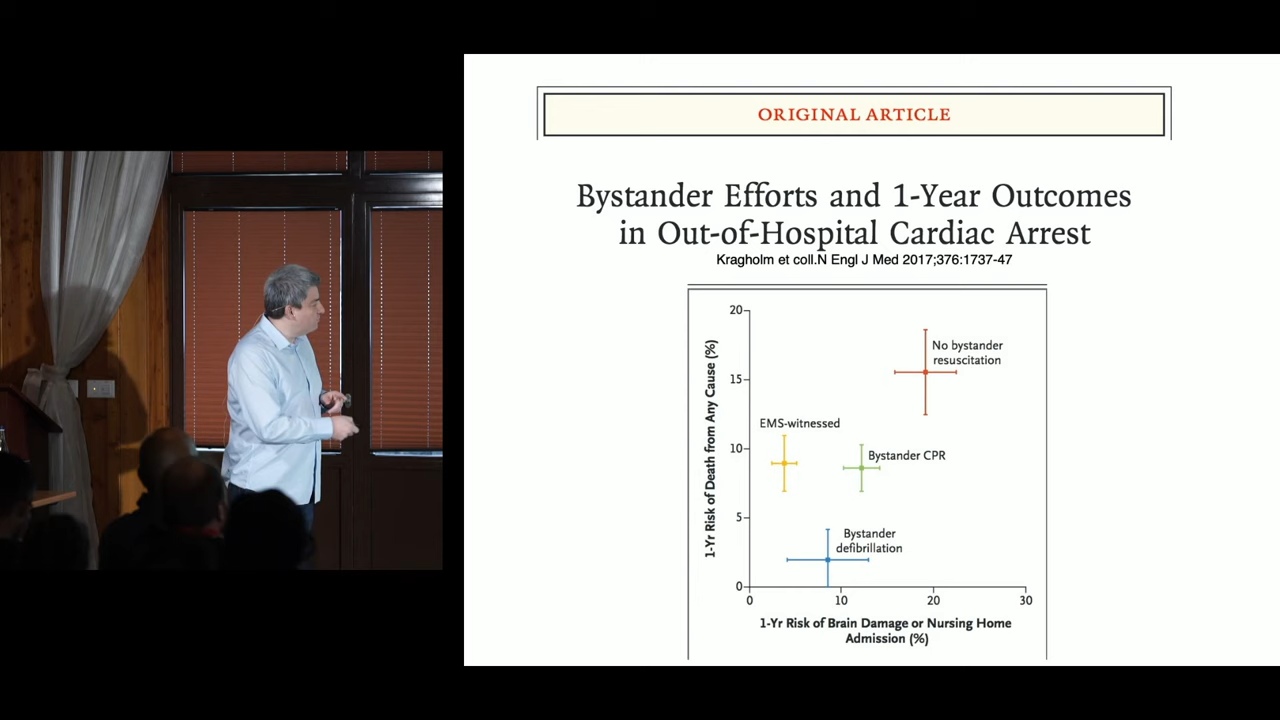 ORIGINAL ARTICLE
Bystander Efforts and 1-Year Outcomes
in Out-of-Hospital Cardiac Arrest
Kragholm et coll.N Engl J Med 2017;376:1737-47
1-Yr Risk of Death from Any Cause (%)
20
15
10
5
0
No bystander
resuscitation
EMS-witnessed
Bystander CPR
Bystander
defibrillation
0
10
20
30
1-Yr Risk of Brain Damage or Nursing Home
Admission (%)